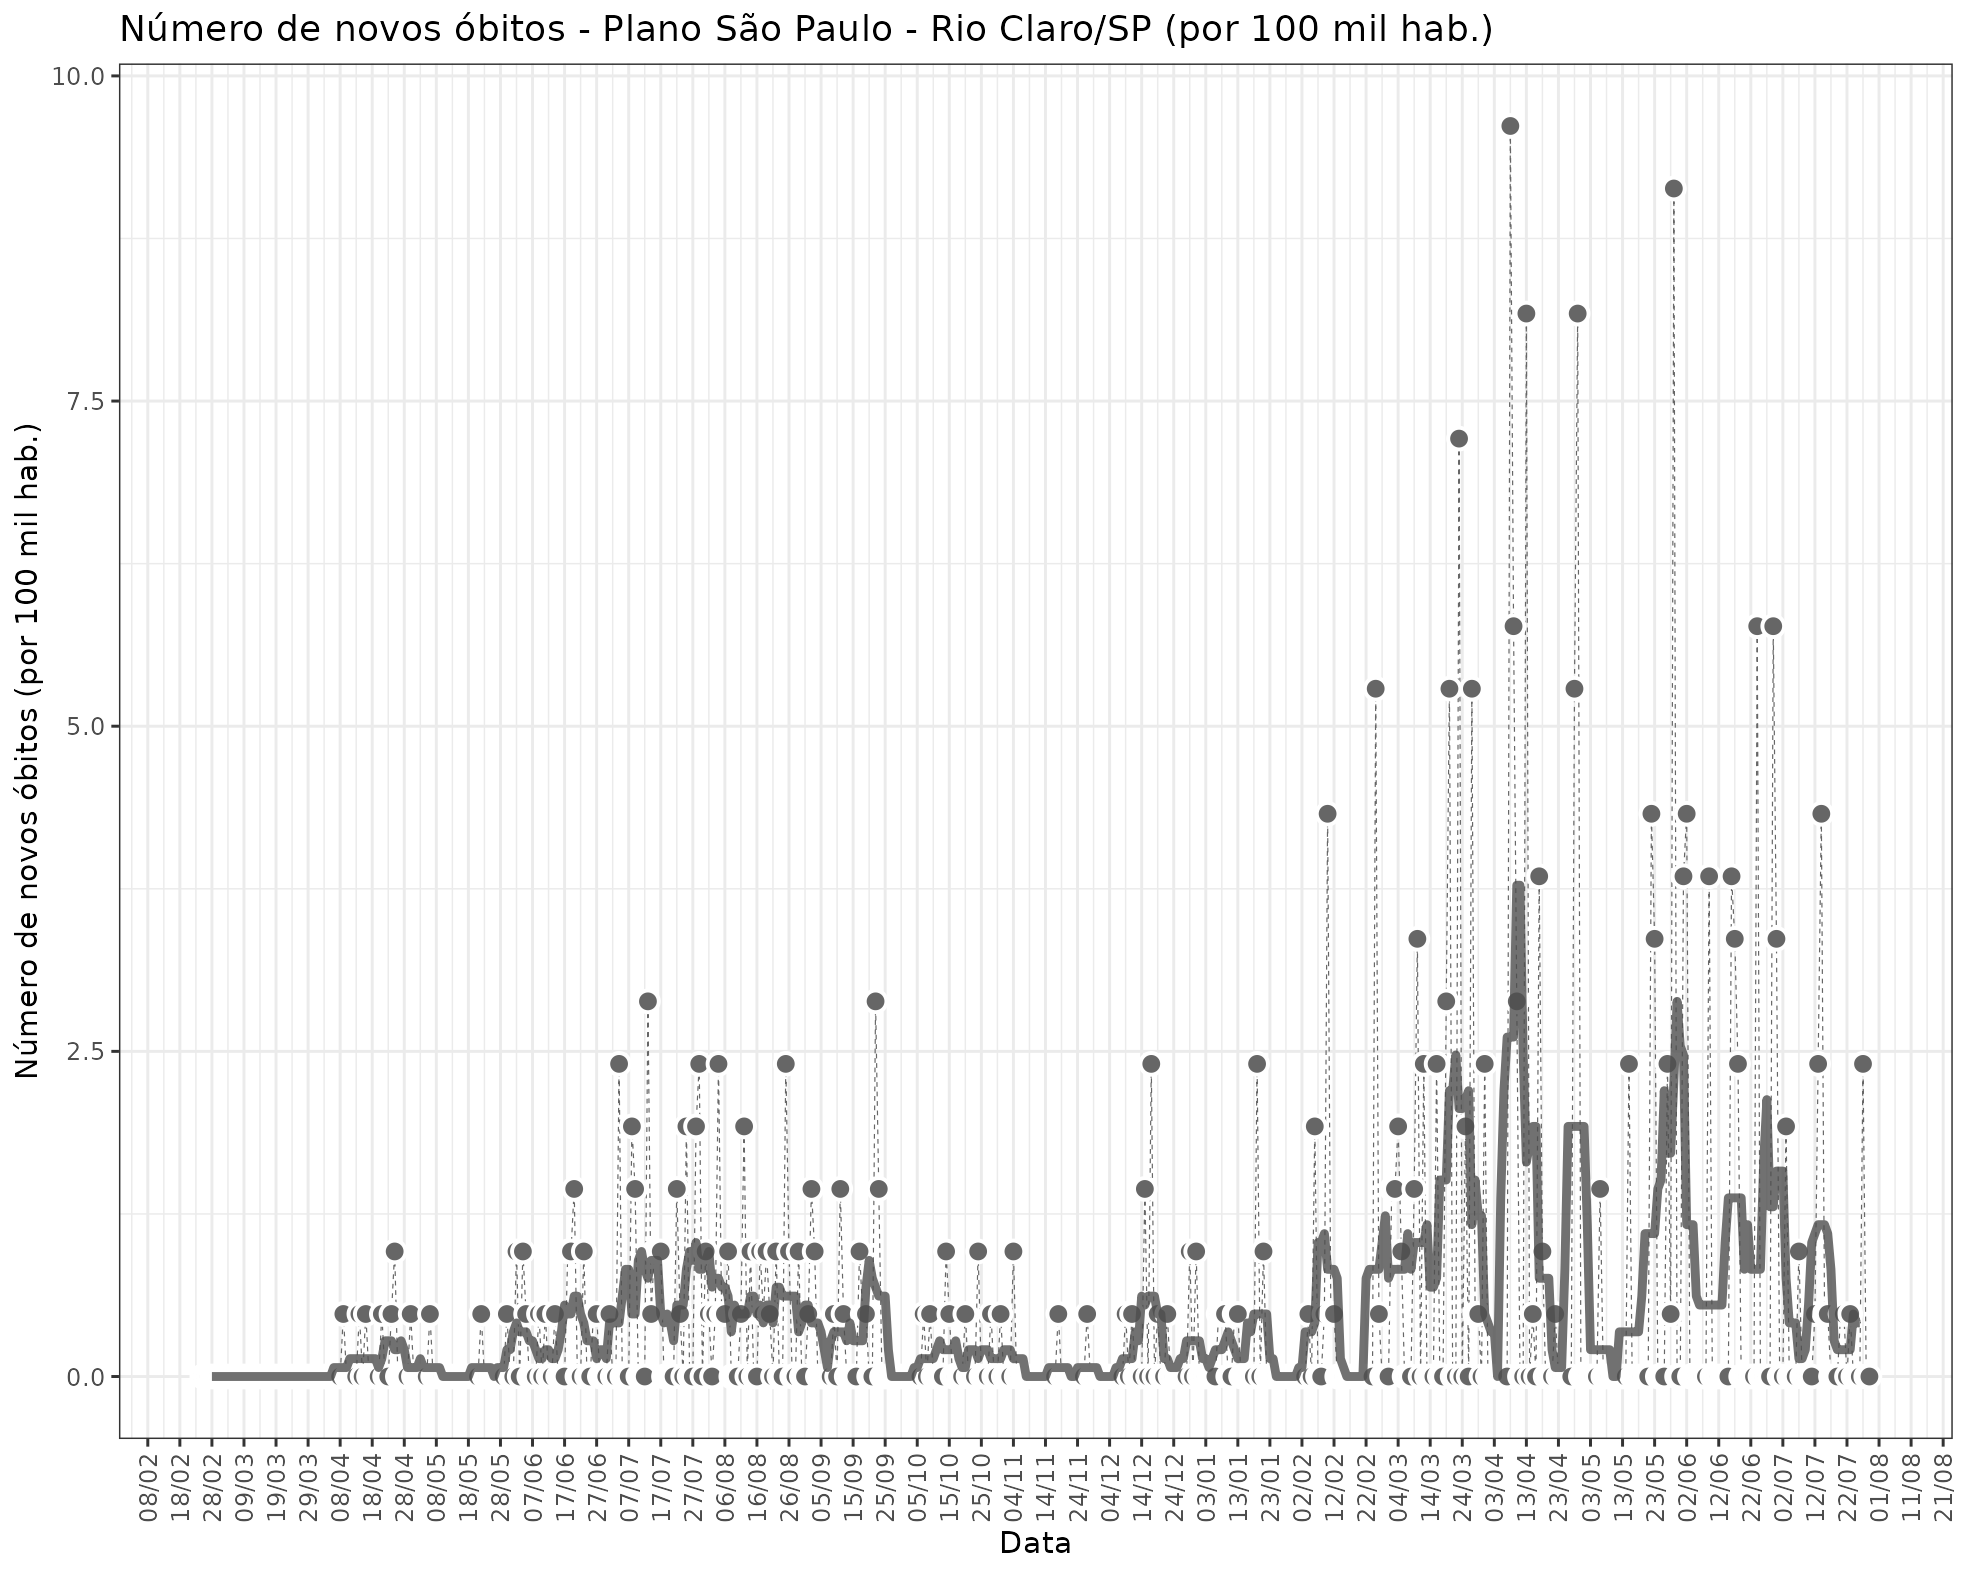 Número de novos óbitos - Plano São Paulo - Rio Claro/SP (por 100 mil hab.)
Número de novos óbitos (por 100 mil hab.)
10.0
7.5
5.0
2.5
0.0
08/02 18/02 28/02 09/03 19/03 29/03 08/04 18/04 28/04 08/05 18/05 28/05 07/06 17/06 27/06 07/07 17/07 27/07 06/08 16/08 26/08 05/09 15/09 25/09 05/10 15/10 25/10 04/11 14/11 24/11 04/12 14/12 24/12 03/01 13/01 23/01 02/02 12/02 22/02 04/03 14/03 24/03 03/04 13/04 23/04 03/05 13/05 23/05 02/06 12/06 22/06 02/07 12/07 22/07 01/08 11/08 21/08
Data